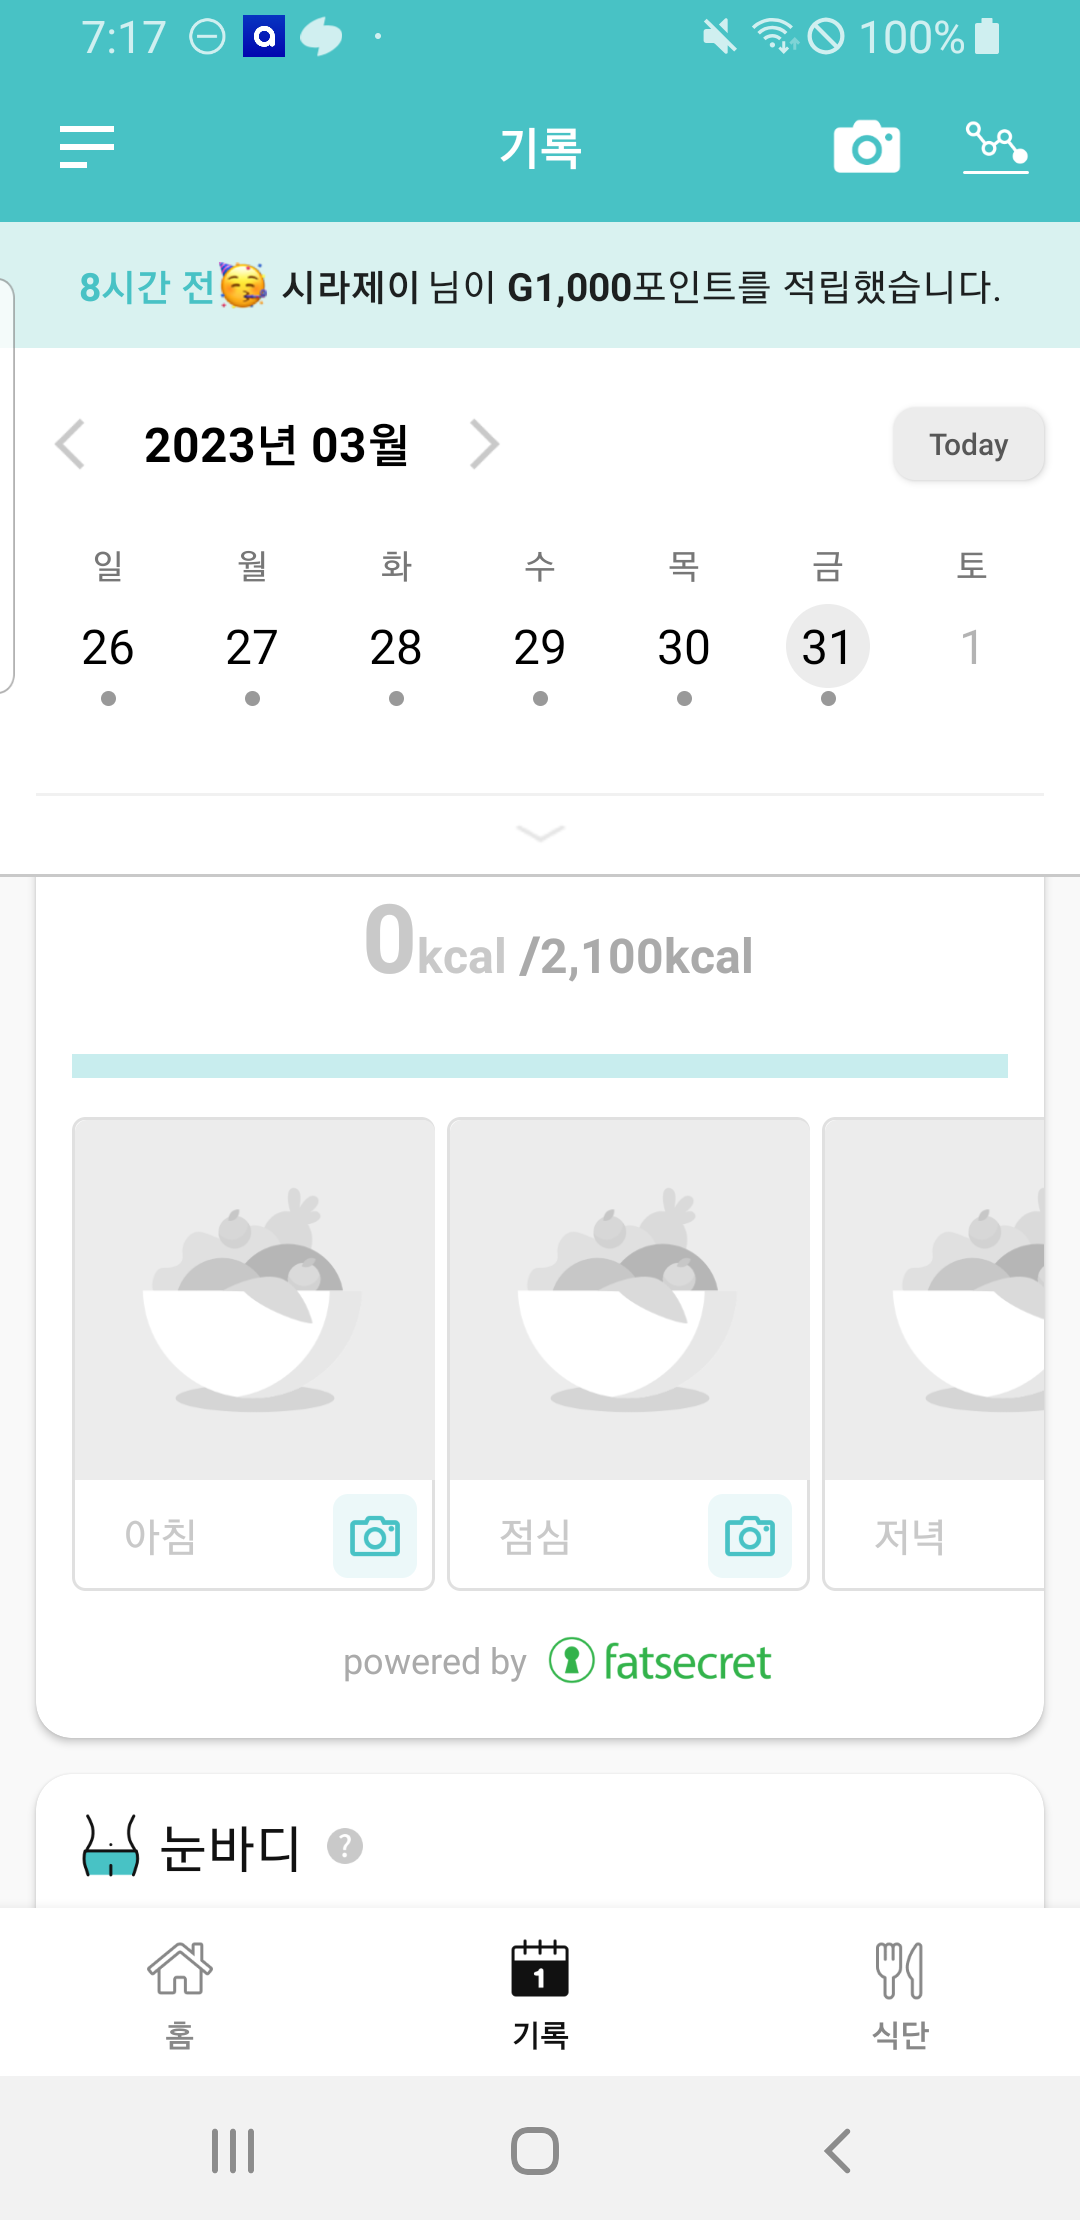 7:17
100%
기록
8시간 전🥳 시라제이 님이 G1,000포인트를 적립했습니다.
2023년 03월
Today
일 월 화 수 목 금 토
26 27 28 29 30 31 1
0kcal /2,100kcal
아침 점심 저녁
powered by fatsecret
눈바디 ?
1
홈 기록 식단